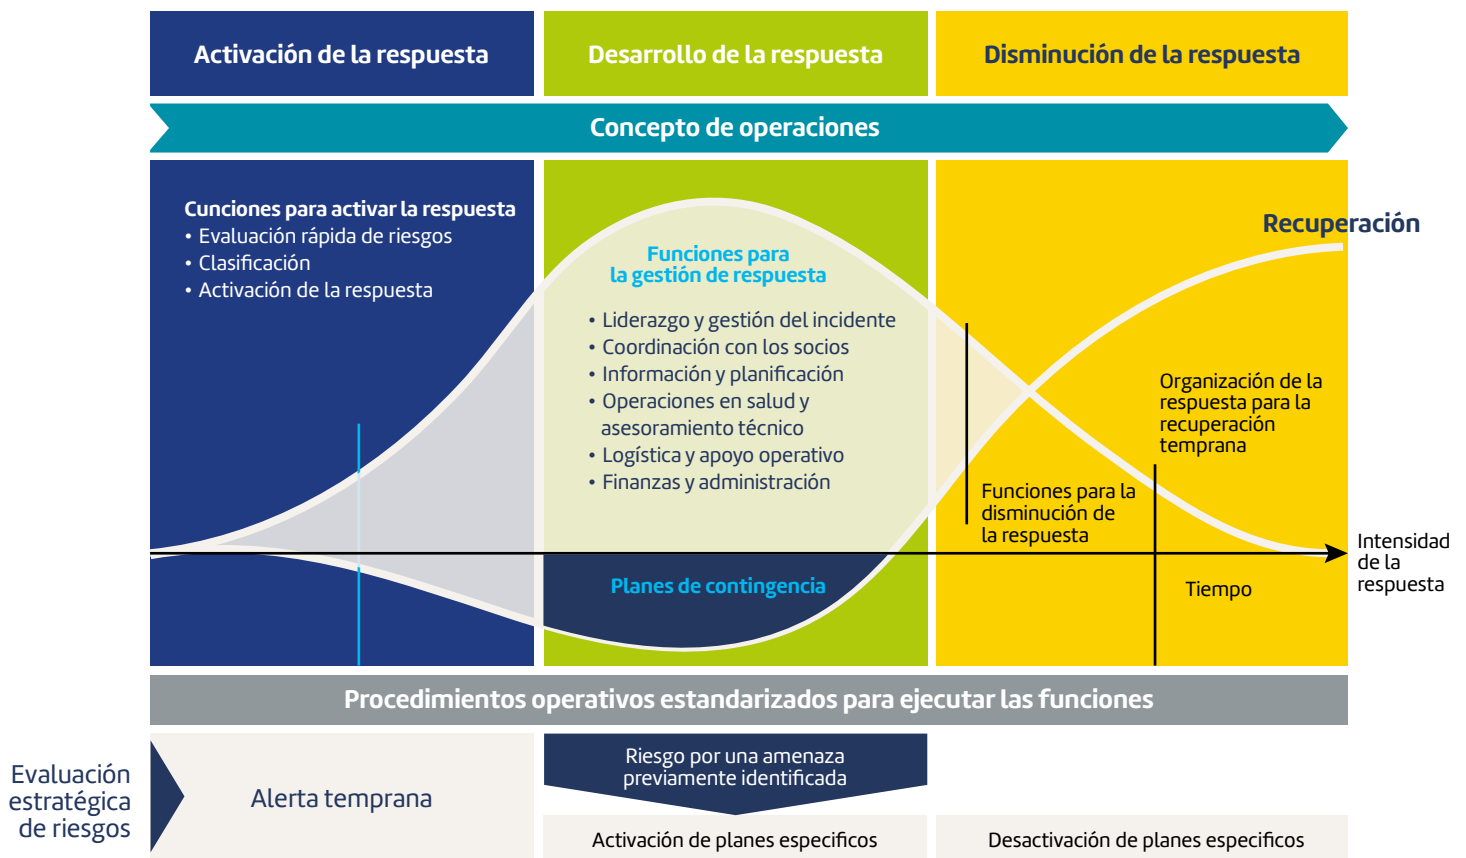 Activación de la respuesta
Desarrollo de la respuesta
Disminución de la respuesta
Concepto de operaciones
Cunciones para activar la respuesta
• Evaluación rápida de riesgos
• Clasificación
• Activación de la respuesta
Funciones para
la gestión de respuesta
• Liderazgo y gestión del incidente
• Coordinación con los socios
• Información y planificación
• Operaciones en salud y
asesoramiento técnico
• Logística y apoyo operativo
• Finanzas y administración
Planes de contingencia
Recuperación
Organización de la
respuesta para la
recuperación
temprana
Funciones para la
disminución de
la respuesta
Tiempo
Intensidad
de la
respuesta
Procedimientos operativos estandarizados para ejecutar las funciones
Evaluación
estratégica
de riesgos
Alerta temprana
Riesgo por una amenaza
previamente identificada
Activación de planes especificos
Desactivación de planes especificos